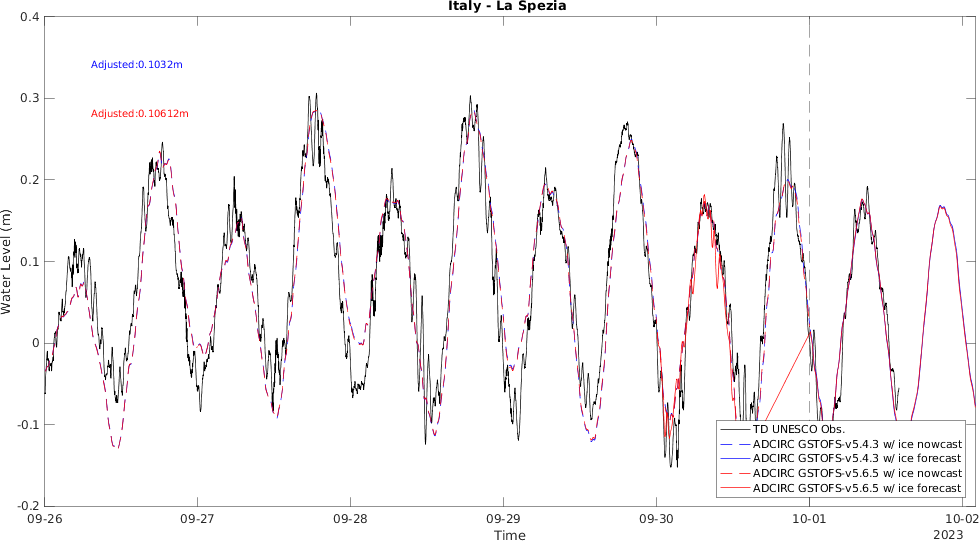 Italy - La Spezia
0.4
0.3
0.2
0.1
0
-0.1
-0.2
Water Level (m)
Adjusted:0.1032m
Adjusted:0.10612m
TD UNESCO Obs.
ADCIRC GSTOFS-v5.4.3 w/ ice nowcast
ADCIRC GSTOFS-v5.4.3 w/ ice forecast
ADCIRC GSTOFS-v5.6.5 w/ ice nowcast
ADCIRC GSTOFS-v5.6.5 w/ ice forecast
09-26 09-27 09-28 09-29 09-30 10-01 10-02
Time
2023